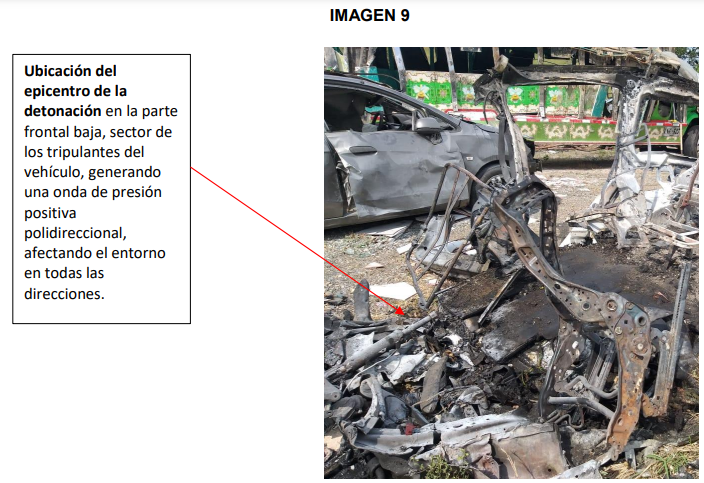 IMAGEN 9
Ubicación del
epicentro de la
detonación en la parte
frontal baja, sector de
los tripulantes del
vehículo, generando
una onda de presión
positiva
polidireccional,
afectando el entorno
en todas las
direcciones.